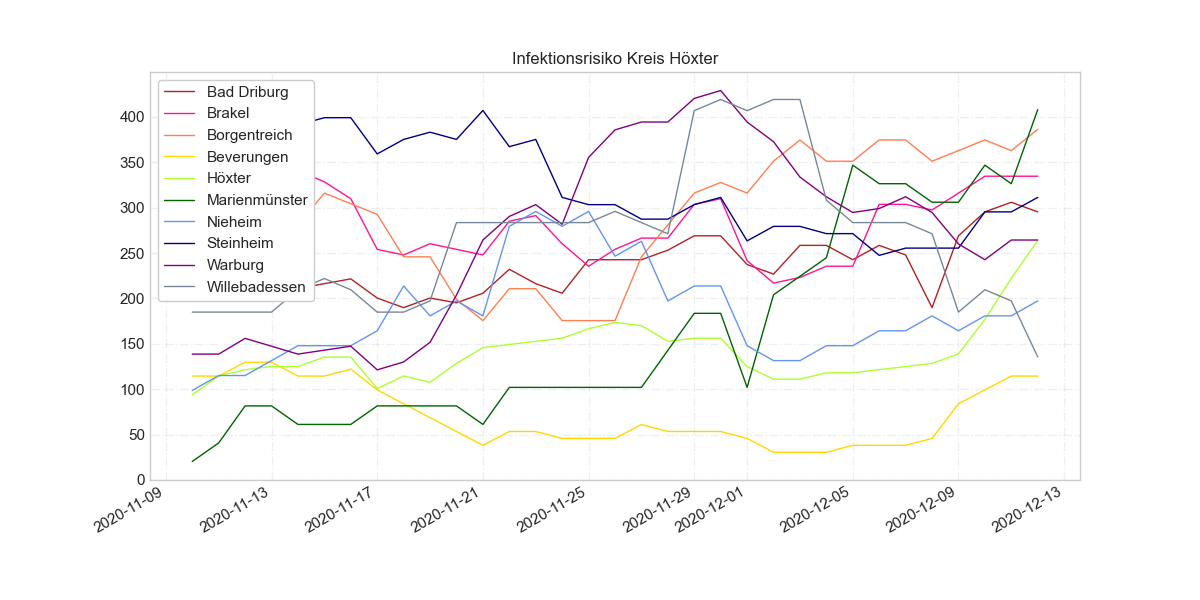 Infektionsrisiko Kreis Höxter
Bad Driburg
Brakel
Borgentreich
Beverungen
Höxter
Marienmünster
Nieheim
Steinheim
Warburg
Willebadessen
400
350
300
250
200
150
100
50
0
2020-11-09
2020-11-13
2020-11-17
2020-11-21
2020-11-25
2020-11-29
2020-12-01
2020-12-05
2020-12-09
2020-12-13